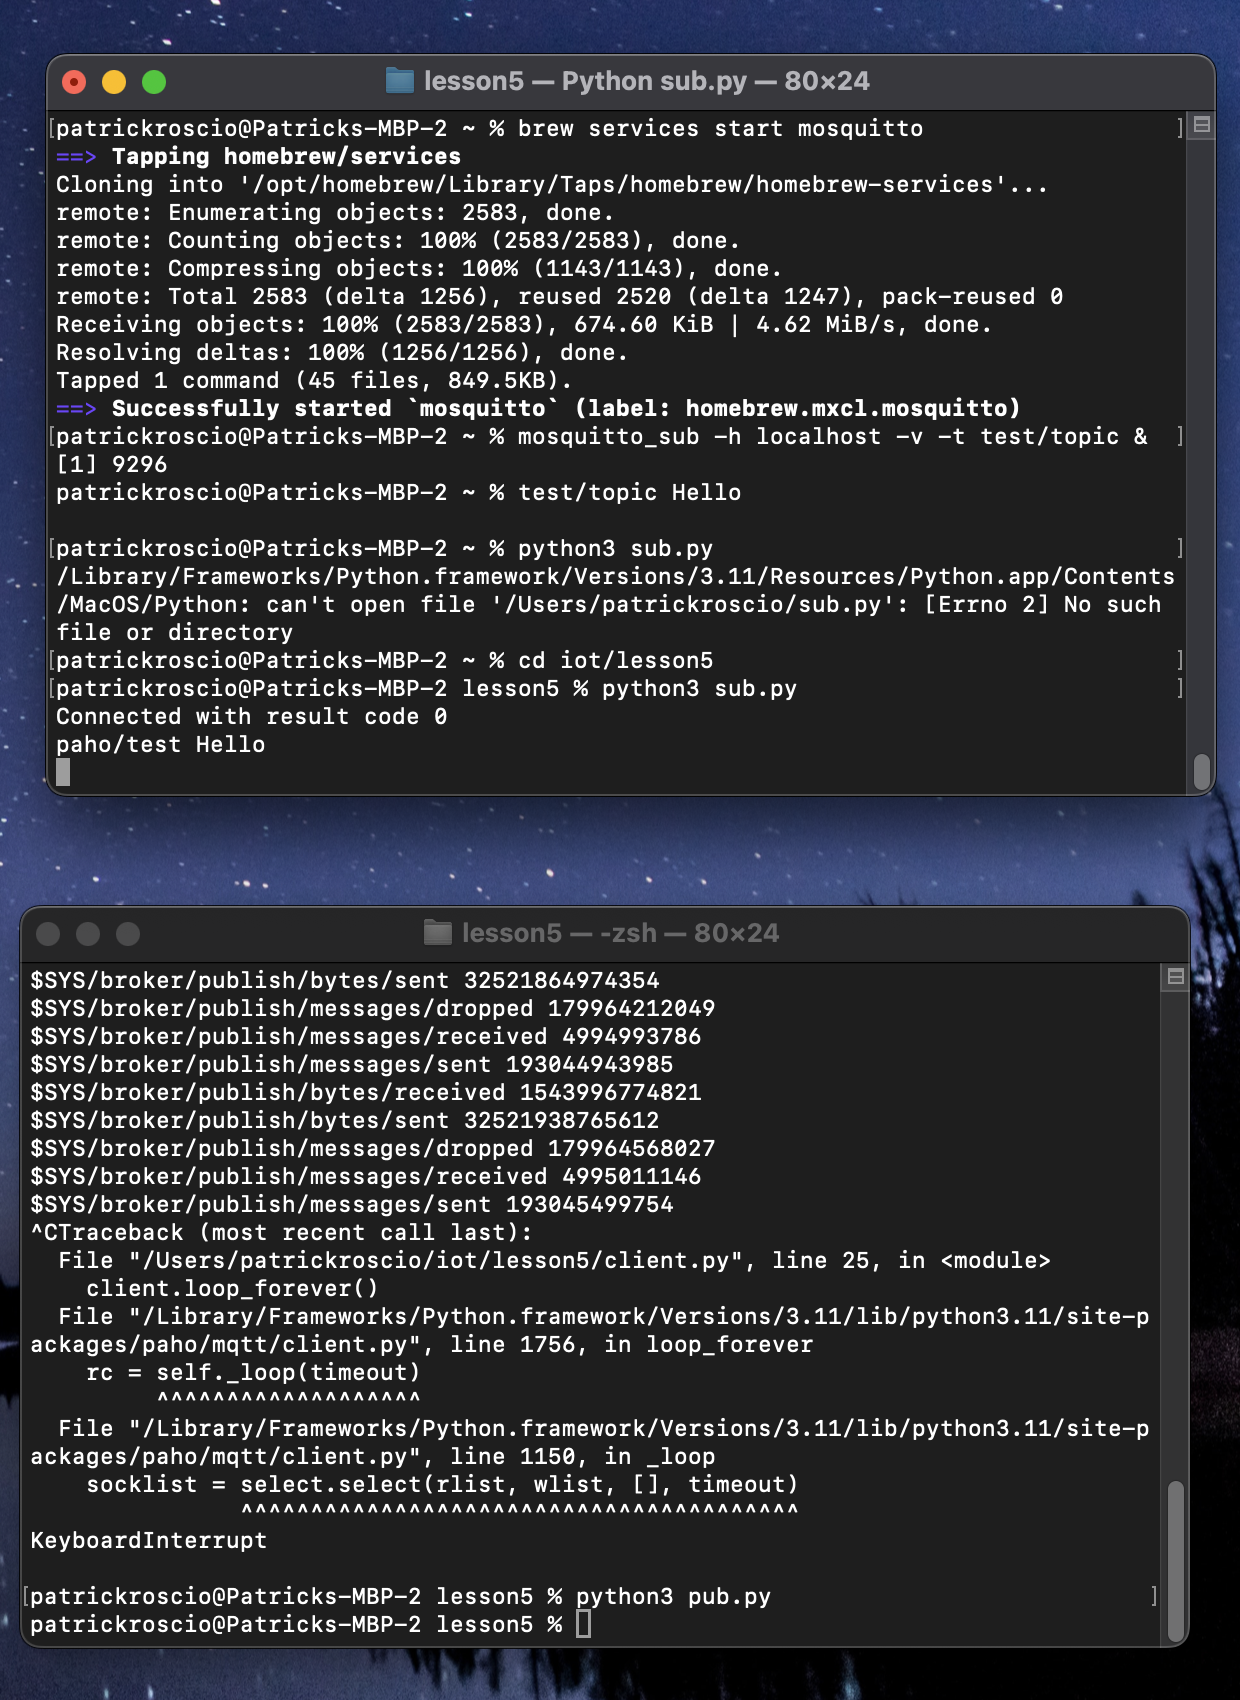 lesson5 — Python sub.py — 80×24
[patrickroscio@Patricks-MBP-2 ~ % brew services start mosquitto ]
==> Tapping homebrew/services
Cloning into '/opt/homebrew/Library/Taps/homebrew/homebrew-services'...
remote: Enumerating objects: 2583, done.
remote: Counting objects: 100% (2583/2583), done.
remote: Compressing objects: 100% (1143/1143), done.
remote: Total 2583 (delta 1256), reused 2520 (delta 1247), pack-reused 0
Receiving objects: 100% (2583/2583), 674.60 KiB | 4.62 MiB/s, done.
Resolving deltas: 100% (1256/1256), done.
Tapped 1 command (45 files, 849.5KB).
==> Successfully started `mosquitto` (label: homebrew.mxcl.mosquitto)
[patrickroscio@Patricks-MBP-2 ~ % mosquitto_sub -h localhost -v -t test/topic & ]
[1] 9296
patrickroscio@Patricks-MBP-2 ~ % test/topic Hello
[patrickroscio@Patricks-MBP-2 ~ % python3 sub.py ]
/Library/Frameworks/Python.framework/Versions/3.11/Resources/Python.app/Contents
/MacOS/Python: can't open file '/Users/patrickroscio/sub.py': [Errno 2] No such
file or directory
[patrickroscio@Patricks-MBP-2 ~ % cd iot/lesson5 ]
[patrickroscio@Patricks-MBP-2 lesson5 % python3 sub.py ]
Connected with result code 0
paho/test Hello
lesson5 — -zsh — 80×24
$SYS/broker/publish/bytes/sent 32521864974354
$SYS/broker/publish/messages/dropped 179964212049
$SYS/broker/publish/messages/received 4994993786
$SYS/broker/publish/messages/sent 193044943985
$SYS/broker/publish/bytes/received 1543996774821
$SYS/broker/publish/bytes/sent 32521938765612
$SYS/broker/publish/messages/dropped 179964568027
$SYS/broker/publish/messages/received 4995011146
$SYS/broker/publish/messages/sent 193045499754
^CTraceback (most recent call last):
  File "/Users/patrickroscio/iot/lesson5/client.py", line 25, in <module>
    client.loop_forever()
  File "/Library/Frameworks/Python.framework/Versions/3.11/lib/python3.11/site-p
ackages/paho/mqtt/client.py", line 1756, in loop_forever
    rc = self._loop(timeout)
         ^^^^^^^^^^^^^^^^^^^
  File "/Library/Frameworks/Python.framework/Versions/3.11/lib/python3.11/site-p
ackages/paho/mqtt/client.py", line 1150, in _loop
    socklist = select.select(rlist, wlist, [], timeout)
               ^^^^^^^^^^^^^^^^^^^^^^^^^^^^^^^^^^^^^^^^
KeyboardInterrupt
[patrickroscio@Patricks-MBP-2 lesson5 % python3 pub.py ]
patrickroscio@Patricks-MBP-2 lesson5 %